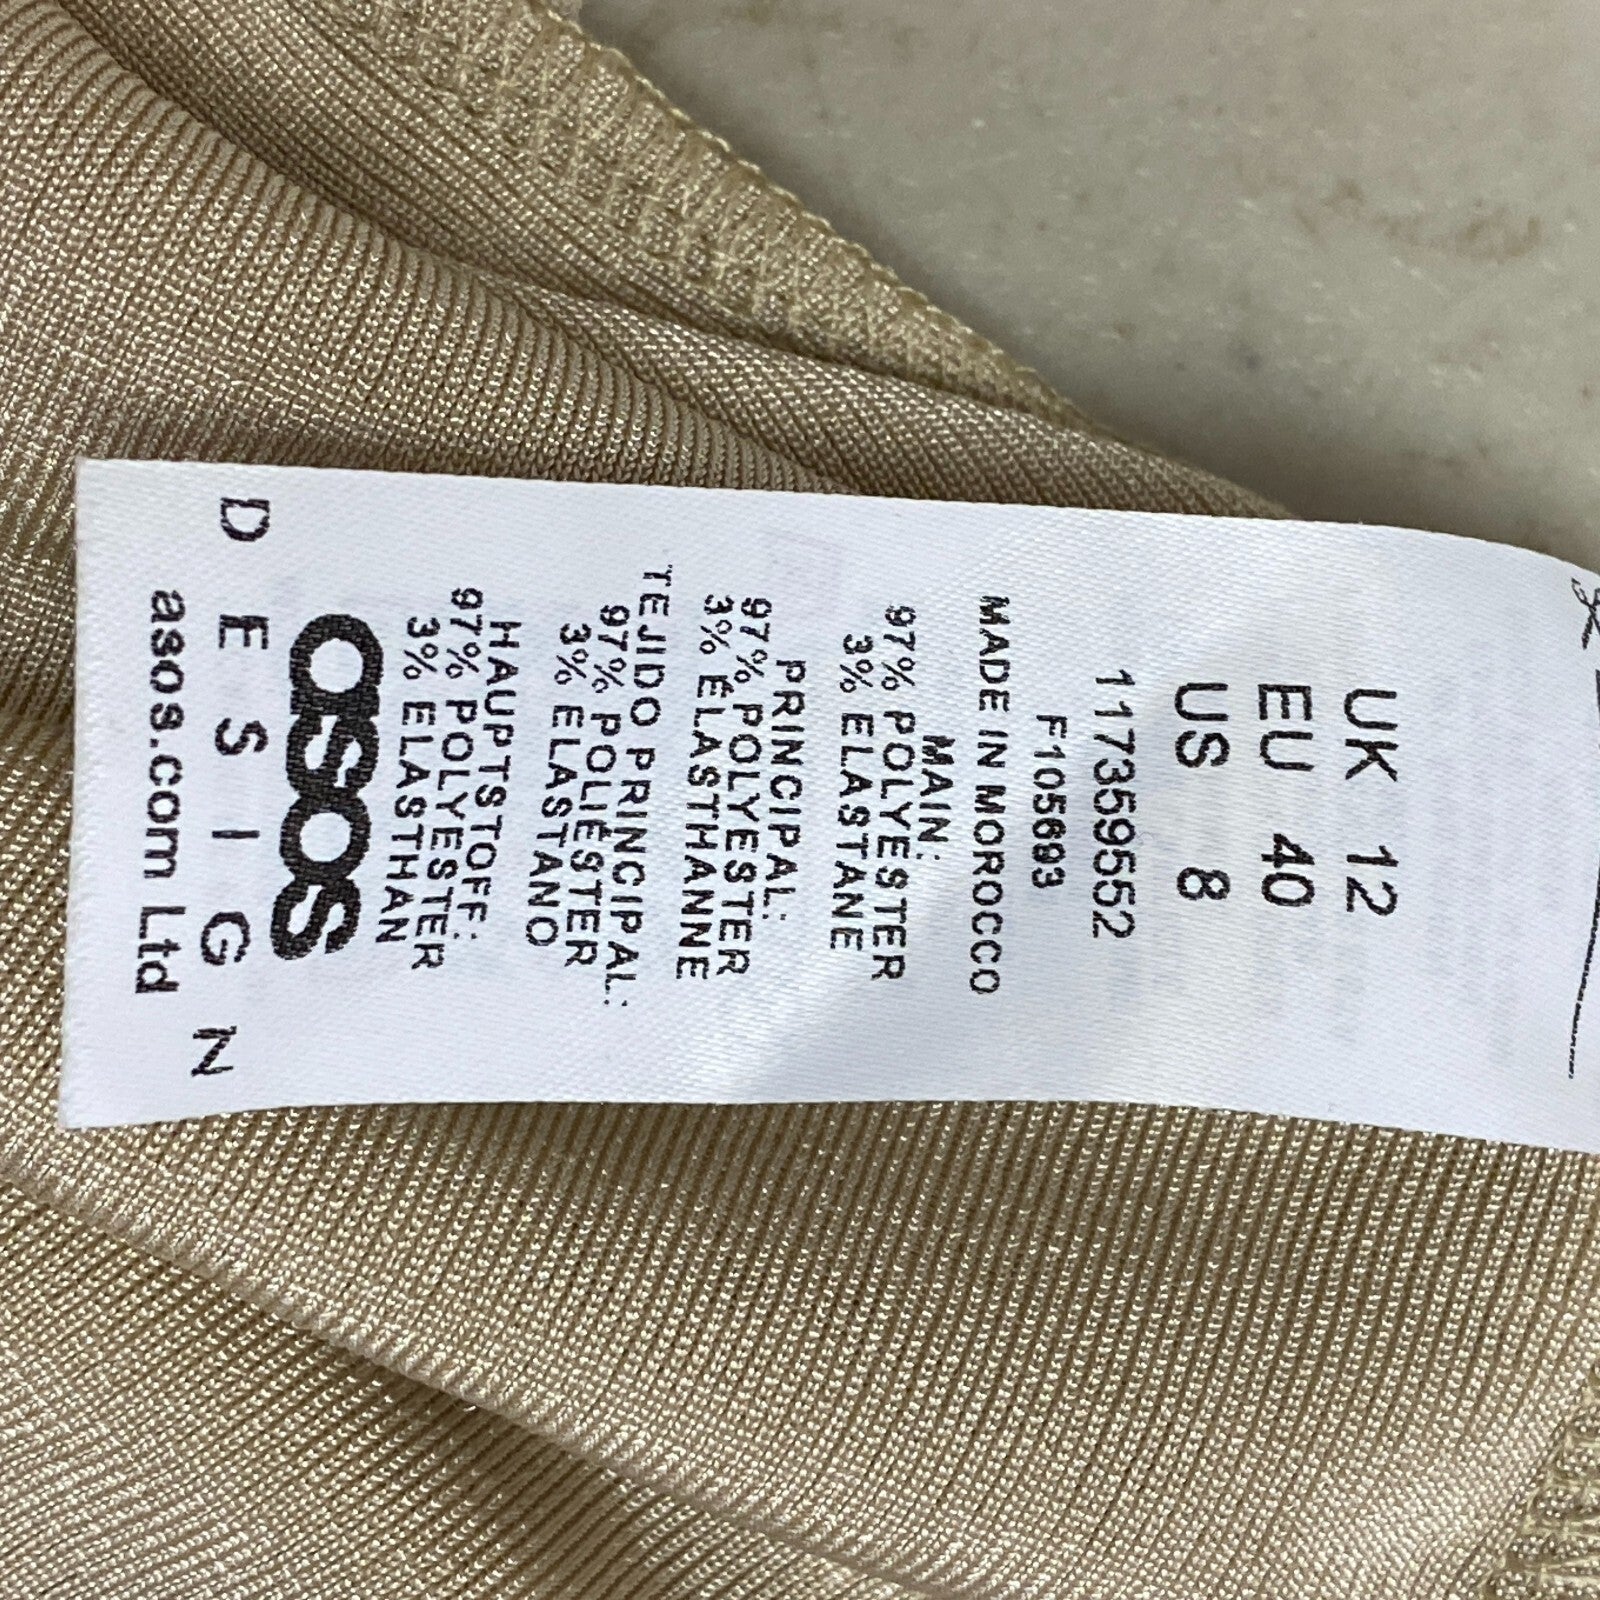 UK 12
EU 40
US 8
117359552
F105693
MADE IN MOROCCO
MAIN:
97% POLYESTER
3% ELASTANE
PRINCIPAL:
97% POLYESTER
3% ÉLASTHANNE
TEJIDO PRINCIPAL:
97% POLIÉSTER
3% ELASTANO
HAUPTSTOFF:
97% POLYESTER
3% ELASTHAN
asos
DESIGN
asos.com Ltd